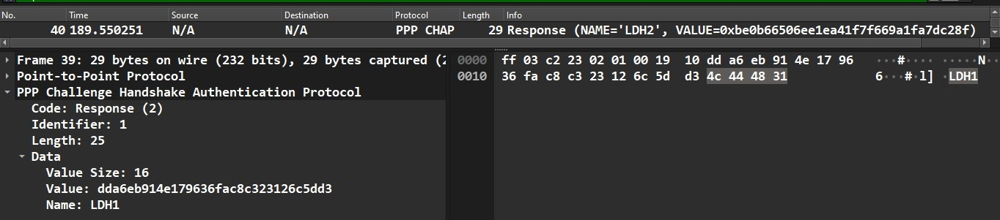 No. Time Source Destination Protocol Length Info
40 189.550251 N/A N/A PPP CHAP 29 Response (NAME='LDH2', VALUE=0xbe0b66506ee1ea41f7f669a1fa7dc28f)
Frame 39: 29 bytes on wire (232 bits), 29 bytes captured (2
Point-to-Point Protocol
PPP Challenge Handshake Authentication Protocol
Code: Response (2)
Identifier: 1
Length: 25
Data
Value Size: 16
Value: dda6eb914e179636fac8c323126c5dd3
Name: LDH1
0000 ff 03 c2 23 02 01 00 19 10 dd a6 eb 91 4e 17 96 ···#···· ·····N··
0010 36 fa c8 c3 23 12 6c 5d d3 4c 44 48 31 6···#·l] ·LDH1